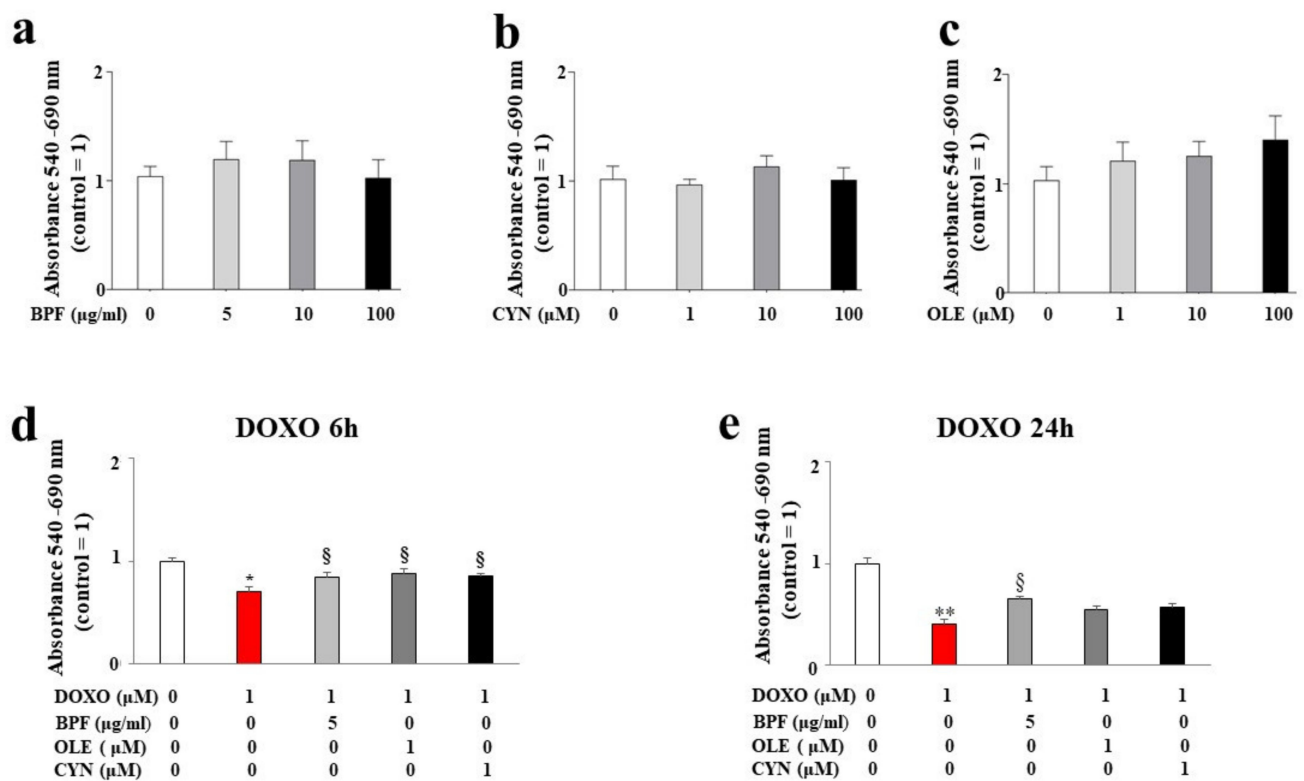 a
Absorbance 540 -690 nm
(control = 1)
2
1
0
BPF (μg/ml) 0 5 10 100
b
Absorbance 540 -690 nm
(control = 1)
2
1
0
CYN (μM) 0 1 10 100
c
Absorbance 540 -690 nm
(control = 1)
2
1
0
OLE (μM) 0 1 10 100
d
DOXO 6h
Absorbance 540 -690 nm
(control = 1)
2
1
0
* § § §
DOXO (μM) 0 1 1 1 1
BPF (μg/ml) 0 0 5 0 0
OLE ( μM) 0 0 0 1 0
CYN (μM) 0 0 0 0 1
e
DOXO 24h
Absorbance 540 -690 nm
(control = 1)
2
1
0
** §
DOXO (μM) 0 1 1 1 1
BPF (μg/ml) 0 0 5 0 0
OLE ( μM) 0 0 0 1 0
CYN (μM) 0 0 0 0 1